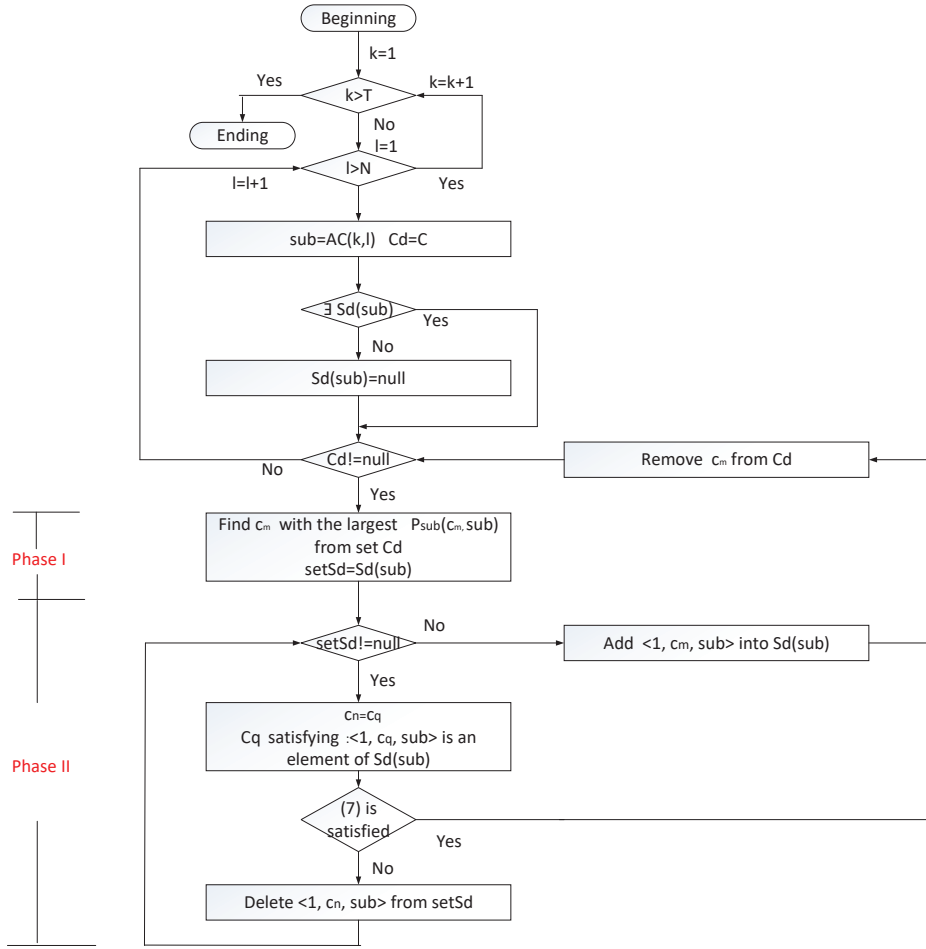 Beginning
k=1
Yes
k=k+1
k>T
No
Ending
l=1
l>N
l=l+1
Yes
sub=AC(k,l) Cd=C
∃ Sd(sub)
Yes
No
Sd(sub)=null
Cd!=null
Remove cm from Cd
No
Yes
Find cm with the largest Psub(cm, sub)
from set Cd
setSd=Sd(sub)
Phase I
setSd!=null
No
Add <1, cm, sub> into Sd(sub)
Yes
cn=cq
Cq satisfying :<1, cq, sub> is an
element of Sd(sub)
Phase II
(7) is
satisfied
Yes
No
Delete <1, cn, sub> from setSd